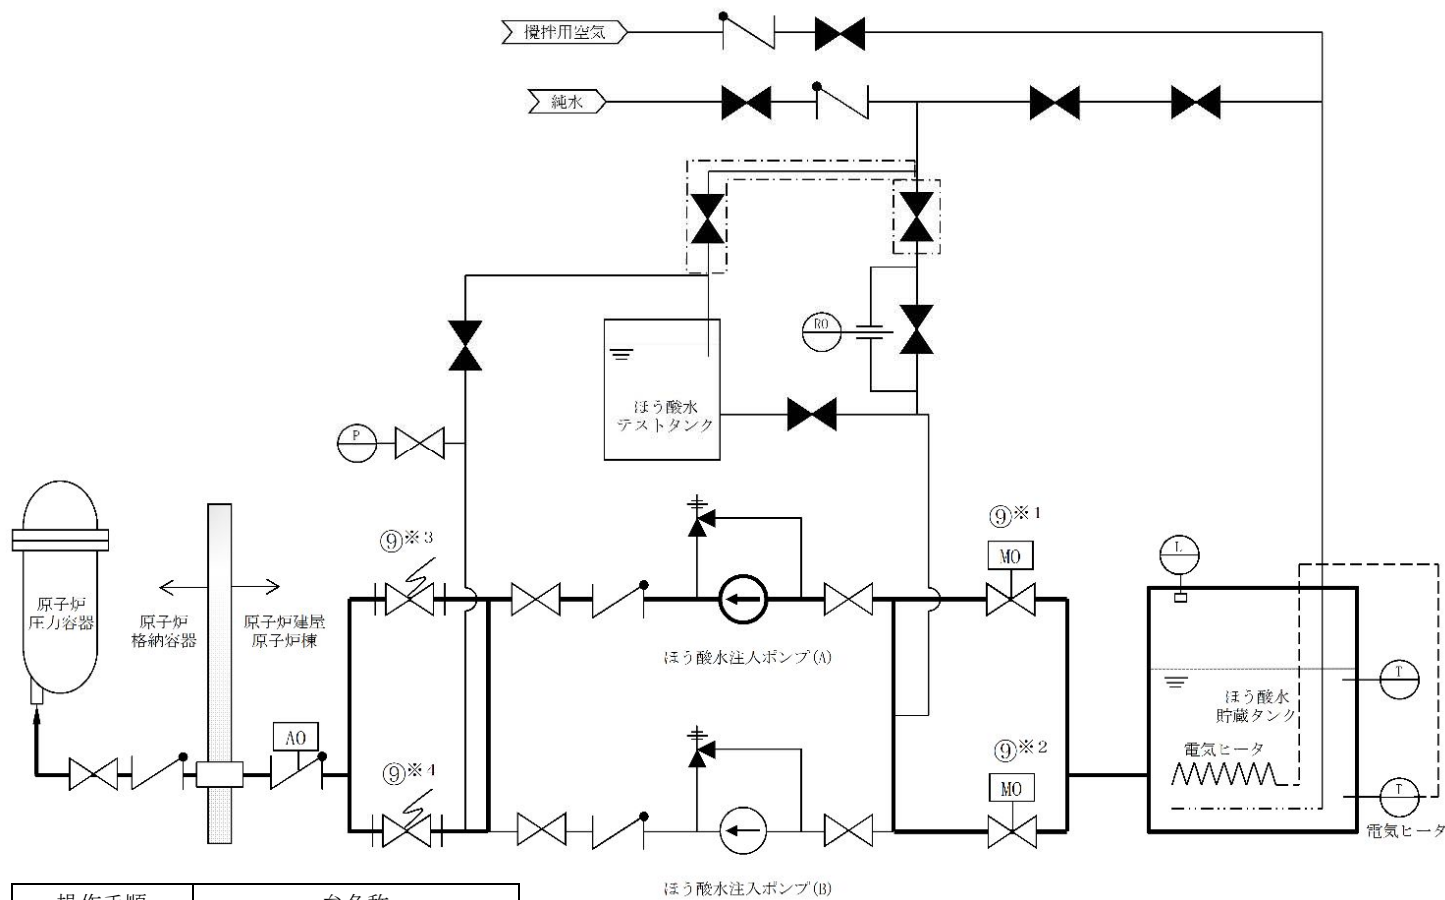 攪拌用空気
純水
RO
ほう酸水
テストタンク
P
⑨※3
⑨※1
MO
L
原子炉
圧力容器
原子炉
格納容器
原子炉建屋
原子炉棟
ほう酸水注入ポンプ(A)
T
ほう酸水
貯蔵タンク
AO
⑨※4
⑨※2
電気ヒータ
MO
T
電気ヒータ
ほう酸水注入ポンプ(B)
操作手順
弁名称